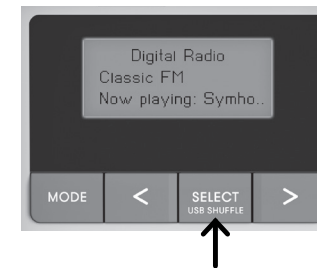 Digital Radio
Classic FM
Now playing: Symho..
MODE < SELECT >
USB SHUFFLE